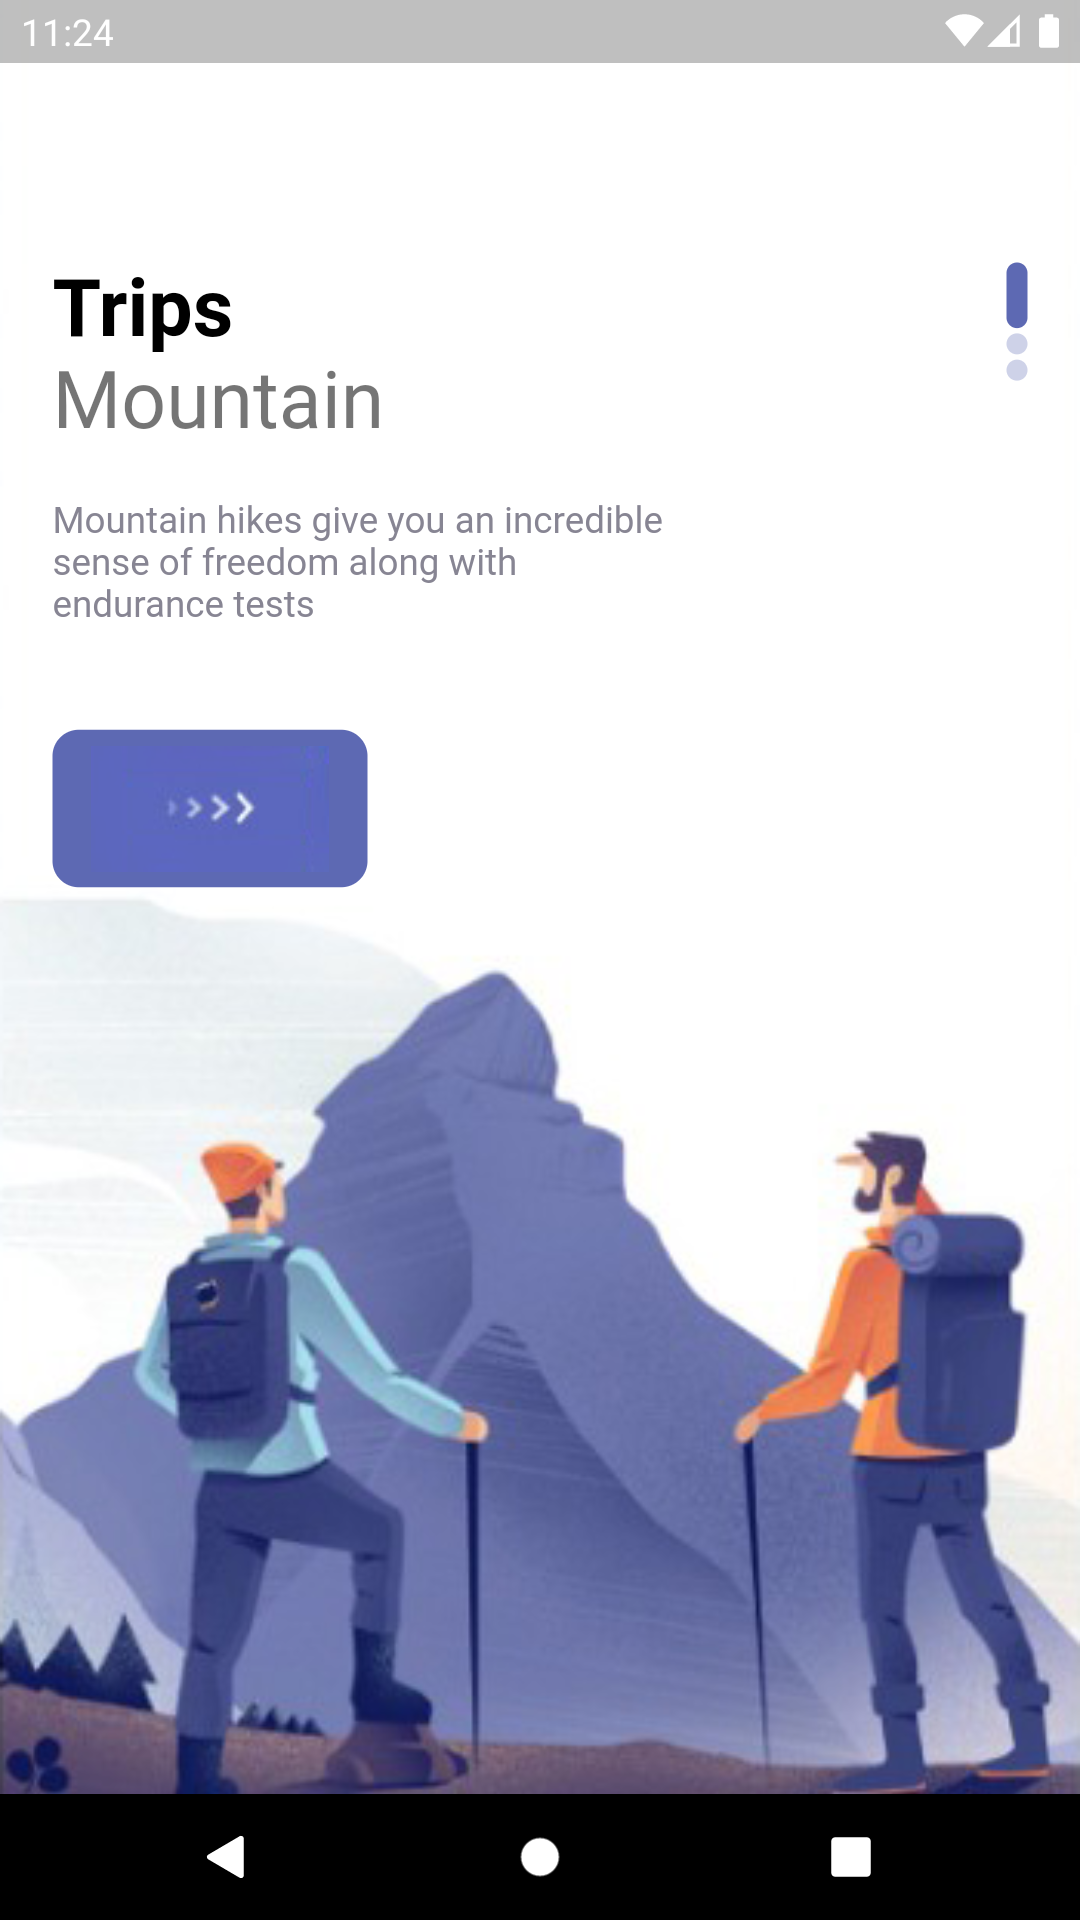 11:24
Trips
Mountain
Mountain hikes give you an incredible
sense of freedom along with
endurance tests